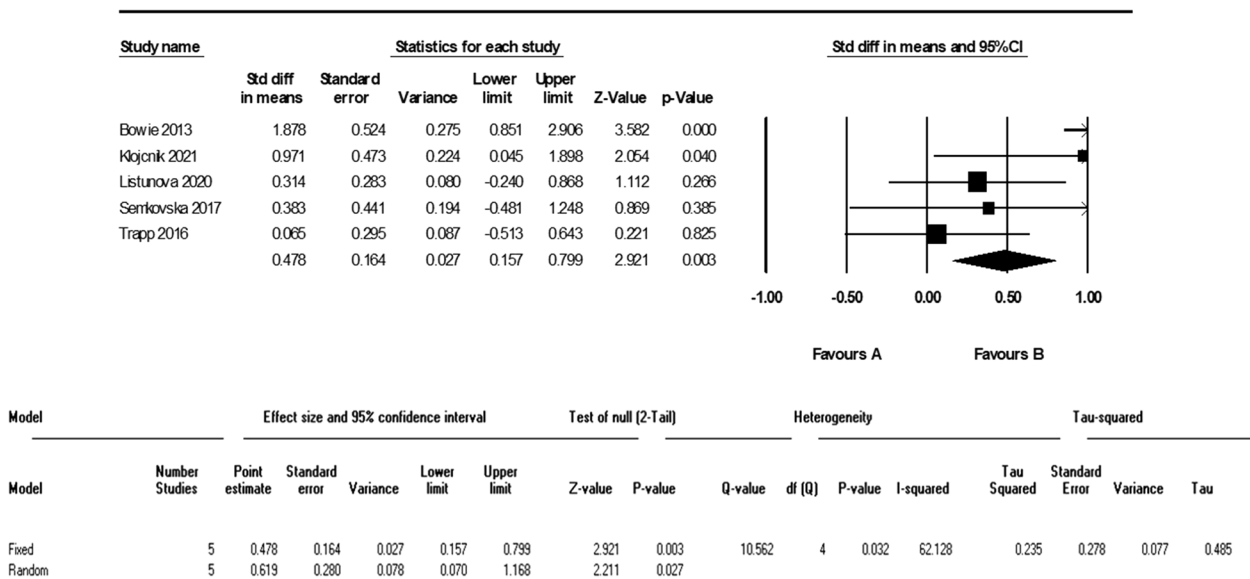 Study name Statistics for each study Std diff in means and 95%CI
Std diff in means Standard error Variance Lower limit Upper limit Z-Value p-Value
Bowie 2013 1.878 0.524 0.275 0.851 2.906 3.582 0.000
Klojcnik 2021 0.971 0.473 0.224 0.045 1.898 2.054 0.040
Listunova 2020 0.314 0.283 0.080 -0.240 0.868 1.112 0.266
Semkovska 2017 0.383 0.441 0.194 -0.481 1.248 0.869 0.385
Trapp 2016 0.065 0.295 0.087 -0.513 0.643 0.221 0.825
0.478 0.164 0.027 0.157 0.799 2.921 0.003
-1.00 -0.50 0.00 0.50 1.00
Favours A Favours B
Model Effect size and 95% confidence interval Test of null (2-Tail) Heterogeneity Tau-squared
Model Number Studies Point estimate Standard error Variance Lower limit Upper limit Z-value P-value Q-value df (Q) P-value I-squared Tau Squared Standard Error Variance Tau
Fixed 5 0.478 0.164 0.027 0.157 0.799 2.921 0.003 10.562 4 0.032 62.128 0.235 0.278 0.077 0.485
Random 5 0.619 0.280 0.078 0.070 1.168 2.211 0.027